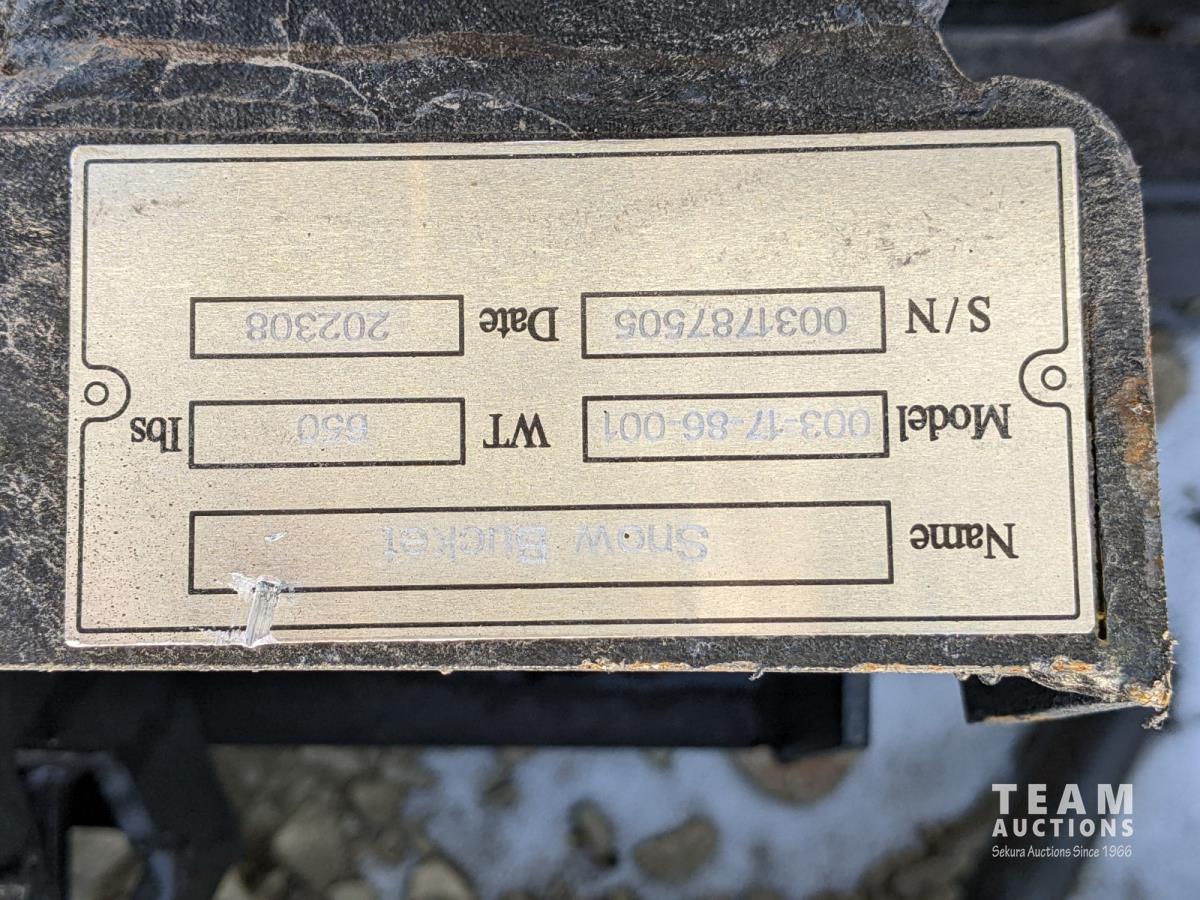 Name Snow Bucket
Model 003-17-86-001 WT 650 lbs
S/N 0031787505 Date 202308
TEAM
AUCTIONS
Sekura Auctions Since 1966